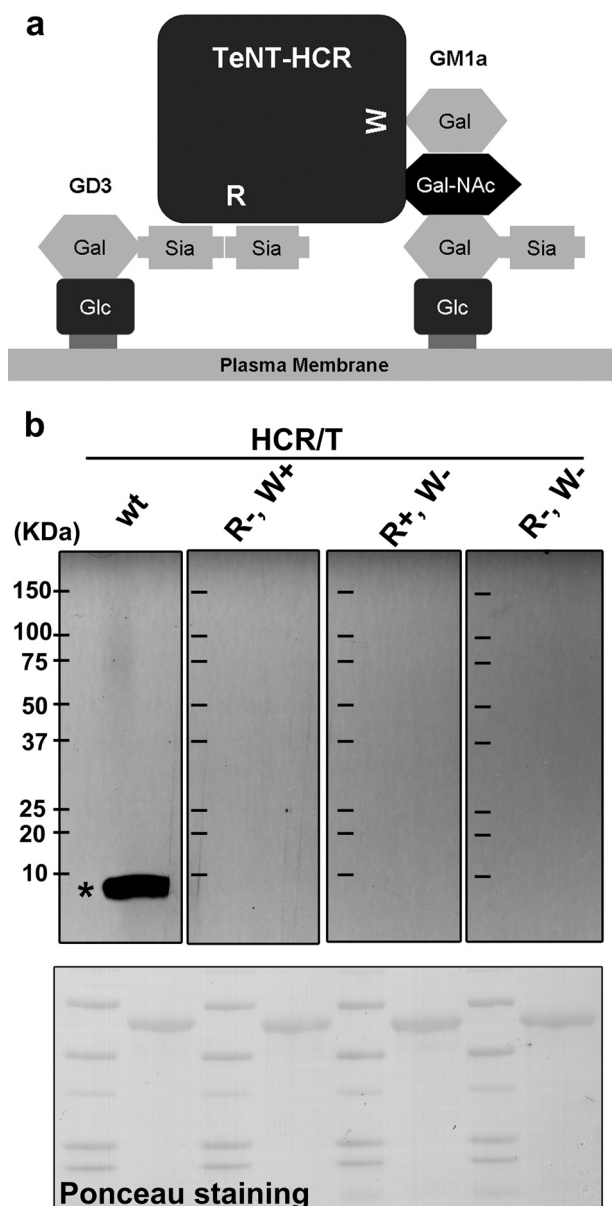 a
TeNT-HCR
GM1a
W
Gal
R
Gal-NAc
GD3
Gal
Sia
Sia
Gal
Sia
Glc
Glc
Plasma Membrane
b
HCR/T
wt
R-, W+
R+, W-
R-, W-
(KDa)
150
100
75
50
37
25
20
10
*
Ponceau staining